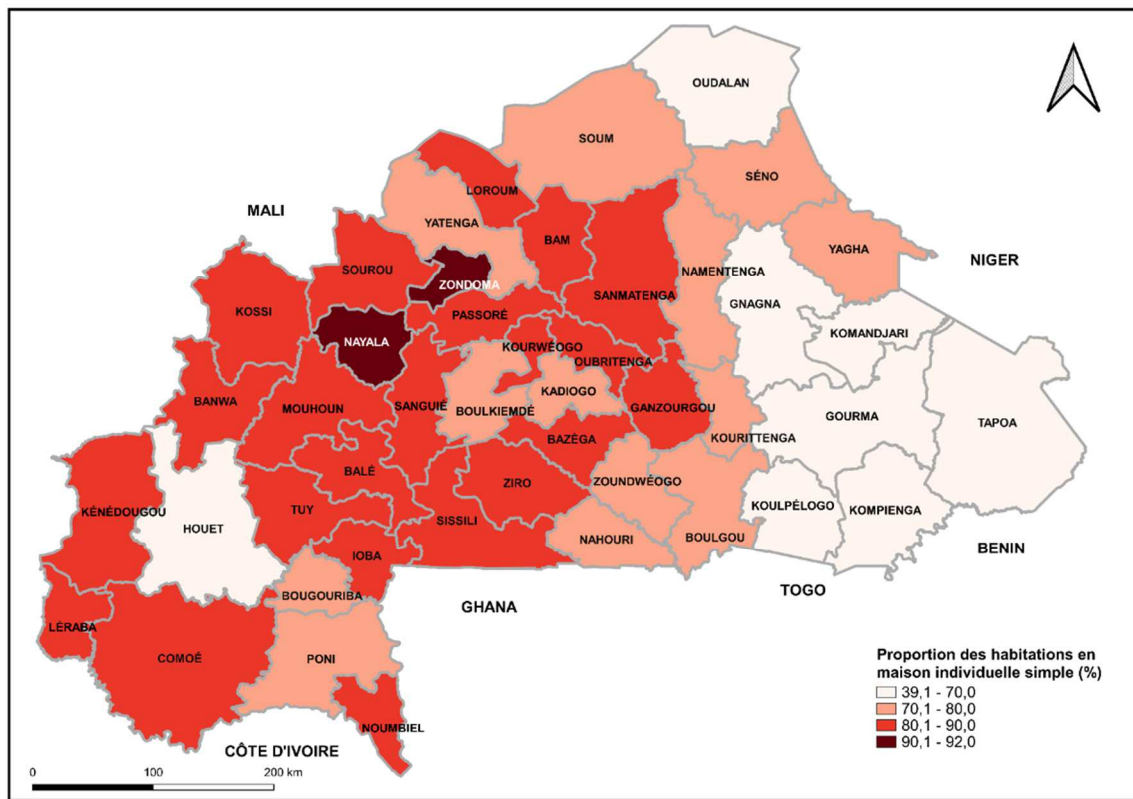 OUDALAN
SOUM
SÉNO
LOROUM
MALI
YATENGA
BAM
YAGHA
SOUROU
NIGER
NAMENTENGA
ZONDOMA
SANMATENGA
GNAGNA
KOSSI
PASSORÉ
KOMANDJARI
NAYALA
KOURWÉOGO
OUBRITENGA
KADIOGO
BANWA
MOUHOUN
SANGUIÉ
BOULKIEMDÉ
GANZOURGOU
GOURMA
TAPOA
BAZÈGA
KOURITTENGA
BALÉ
ZIRO
ZOUNDWÉOGO
KOULPÉLOGO
KOMPIENGA
KÉNÉDOUGOU
HOUET
TUY
SISSILI
NAHOURI
BOULGOU
BENIN
IOBA
TOGO
BOUGOURIBA
GHANA
LÉRABA
COMOÉ
PONI
NOUMBIEL
CÔTE D'IVOIRE
Proportion des habitations en
maison individuelle simple (%)
39,1 - 70,0
70,1 - 80,0
80,1 - 90,0
90,1 - 92,0
0 100 200 km